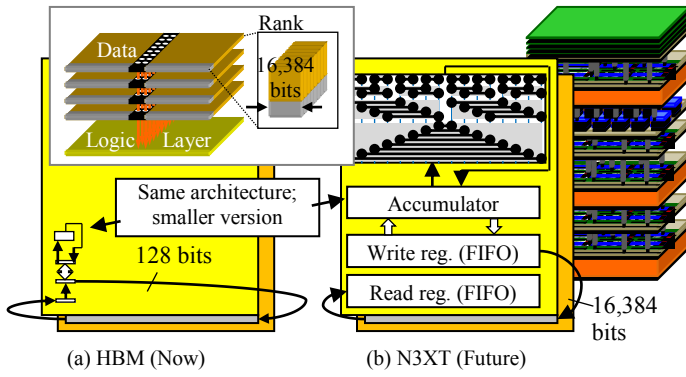 Rank
Data
16,384
bits
Logic Layer
Same architecture;
smaller version
128 bits
Accumulator
Write reg. (FIFO)
Read reg. (FIFO)
16,384
bits
(a) HBM (Now)
(b) N3XT (Future)